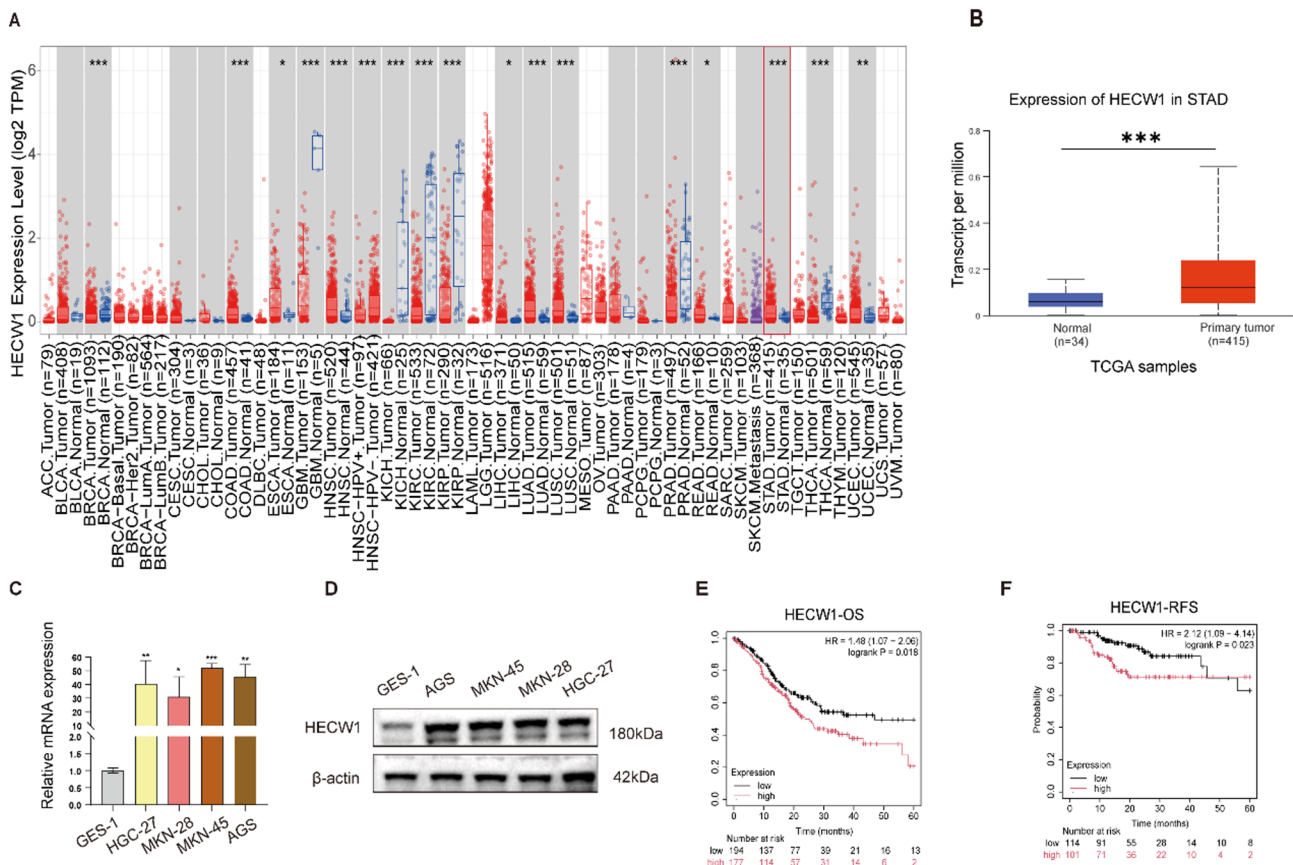 A
HECW1 Expression Level (log2 TPM)
6
4
2
0
*** *** * *** *** *** *** *** *** * *** *** *** * *** *** **
ACC.Tumor (n=79)
BLCA.Tumor (n=408)
BLCA.Normal (n=19)
BRCA.Tumor (n=1093)
BRCA.Normal (n=112)
BRCA-Basal.Tumor (n=190)
BRCA-Her2.Tumor (n=82)
BRCA-LumA.Tumor (n=564)
BRCA-LumB.Tumor (n=217)
CESC.Tumor (n=304)
CESC.Normal (n=3)
CHOL.Tumor (n=36)
CHOL.Normal (n=9)
COAD.Tumor (n=457)
COAD.Normal (n=41)
DLBC.Tumor (n=48)
ESCA.Tumor (n=184)
ESCA.Normal (n=11)
GBM.Tumor (n=153)
GBM.Normal (n=5)
HNSC.Tumor (n=520)
HNSC.Normal (n=44)
HNSC-HPV+.Tumor (n=97)
HNSC-HPV-.Tumor (n=421)
KICH.Tumor (n=66)
KICH.Normal (n=25)
KIRC.Tumor (n=533)
KIRC.Normal (n=72)
KIRP.Tumor (n=290)
KIRP.Normal (n=32)
LAML.Tumor (n=173)
LGG.Tumor (n=516)
LIHC.Tumor (n=371)
LIHC.Normal (n=50)
LUAD.Tumor (n=515)
LUAD.Normal (n=59)
LUSC.Tumor (n=501)
LUSC.Normal (n=51)
MESO.Tumor (n=87)
OV.Tumor (n=303)
PAAD.Tumor (n=178)
PAAD.Normal (n=4)
PCPG.Tumor (n=179)
PCPG.Normal (n=3)
PRAD.Tumor (n=497)
PRAD.Normal (n=52)
READ.Tumor (n=166)
READ.Normal (n=10)
SARC.Tumor (n=259)
SKCM.Tumor (n=103)
SKCM.Metastasis (n=368)
STAD.Tumor (n=415)
STAD.Normal (n=35)
TGCT.Tumor (n=150)
THCA.Tumor (n=501)
THCA.Normal (n=59)
THYM.Tumor (n=120)
UCEC.Tumor (n=545)
UCEC.Normal (n=35)
UCS.Tumor (n=57)
UVM.Tumor (n=80)
B
Expression of HECW1 in STAD
***
Transcript per million
0.8
0.6
0.4
0.2
0
Normal
(n=34)
Primary tumor
(n=415)
TCGA samples
C
Relative mRNA expression
60
50
40
30
20
10
2.0
1.5
1.0
0.5
0.0
** * *** **
GES-1
HGC-27
MKN-28
MKN-45
AGS
D
GES-1 AGS MKN-45 MKN-28 HGC-27
HECW1 180kDa
β-actin 42kDa
E
HECW1-OS
HR = 1.48 (1.07 − 2.06)
logrank P = 0.018
1.0
0.8
0.6
0.4
0.2
0.0
Expression
low
high
0 10 20 30 40 50 60
Time (months)
Number at risk
low 194 137 77 39 21 16 13
high 177 114 57 31 14 6 2
F
HECW1-RFS
HR = 2.12 (1.09 − 4.14)
logrank P = 0.023
Probability
1.0
0.8
0.6
0.4
0.2
0.0
Expression
low
high
0 10 20 30 40 50 60
Time (months)
Number at risk
low 114 91 55 28 14 10 8
high 101 71 36 22 10 4 2